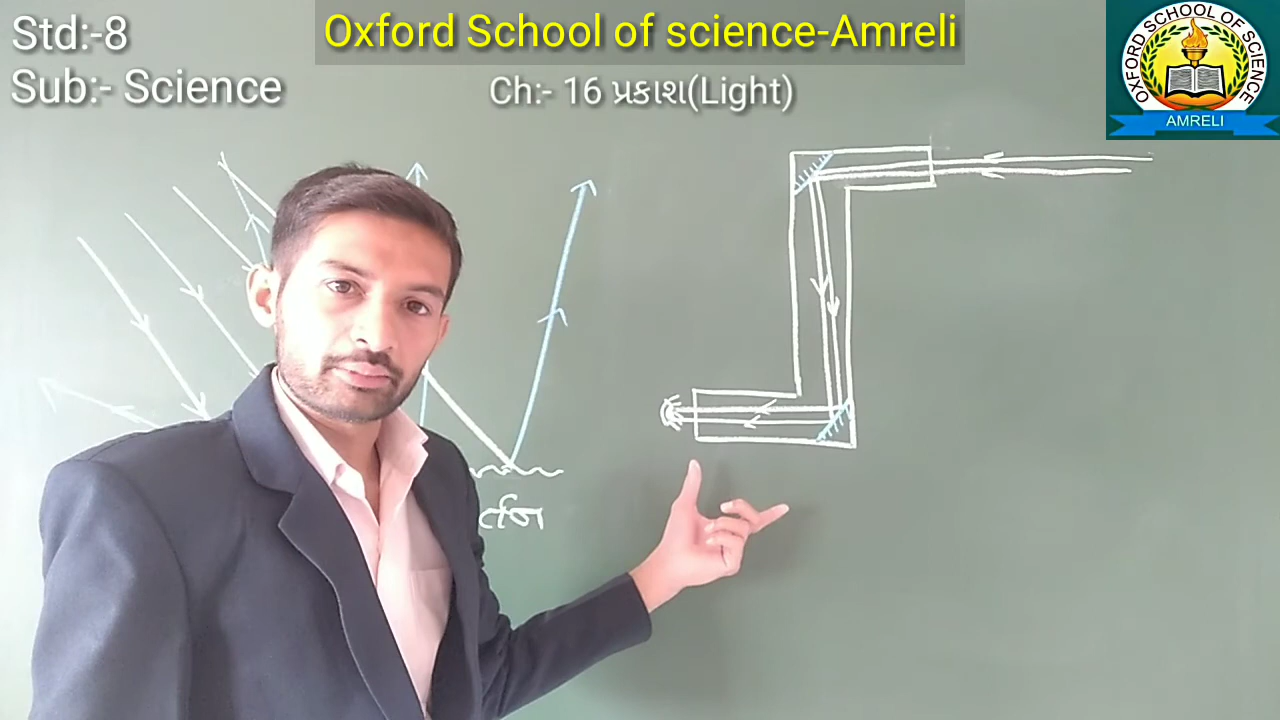 Std:-8
Sub:- Science
Oxford School of science-Amreli
Ch:- 16 પ્રકાશ(Light)
OXFORD SCHOOL OF SCIENCE
AMRELI